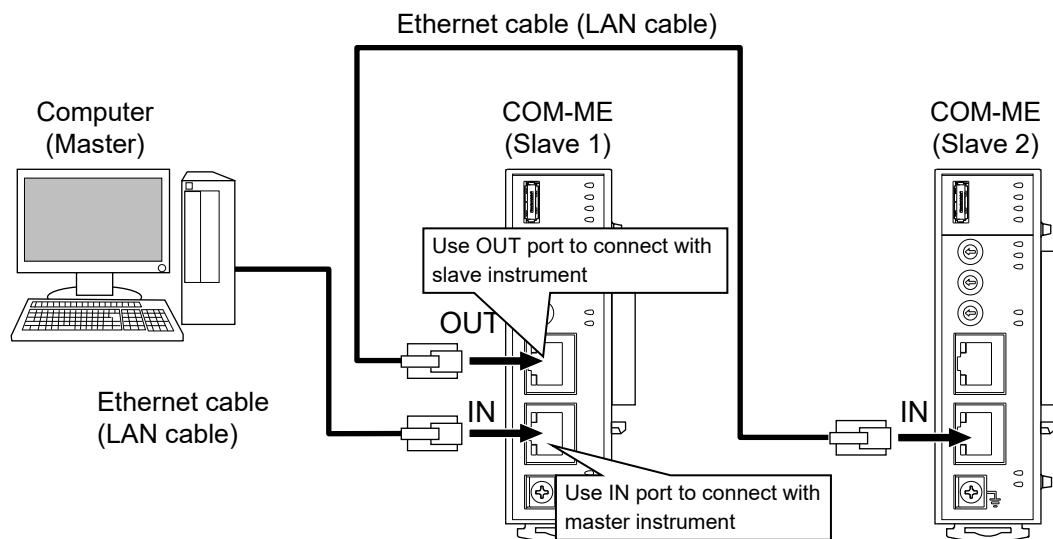 Ethernet cable (LAN cable)
Computer
(Master)
COM-ME
(Slave 1)
COM-ME
(Slave 2)
Use OUT port to connect with
slave instrument
OUT
IN
Ethernet cable
(LAN cable)
IN
Use IN port to connect with
master instrument